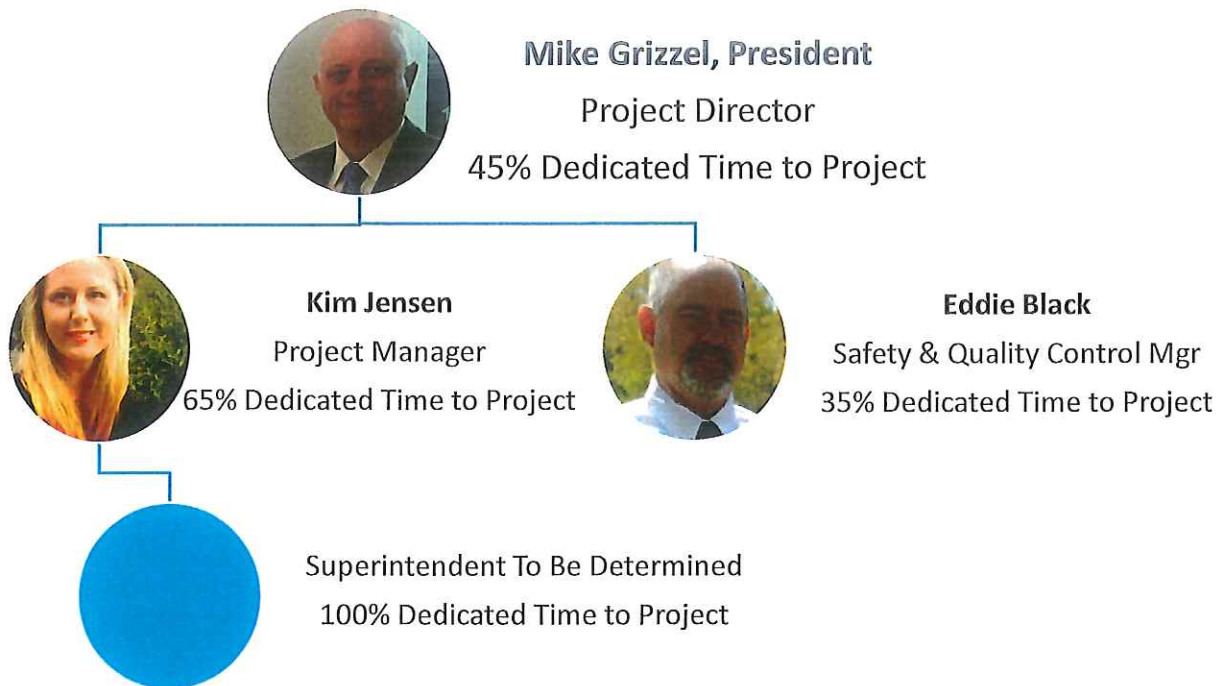 Mike Grizzel, President
Project Director
45% Dedicated Time to Project
Kim Jensen
Project Manager
65% Dedicated Time to Project
Eddie Black
Safety & Quality Control Mgr
35% Dedicated Time to Project
Superintendent To Be Determined
100% Dedicated Time to Project